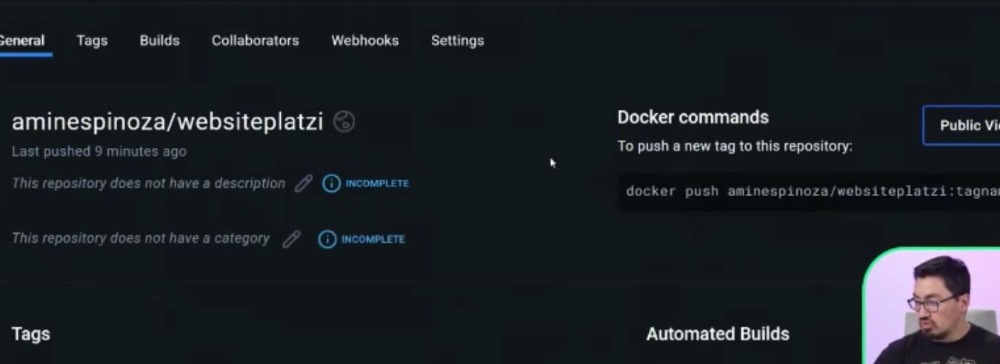 General Tags Builds Collaborators Webhooks Settings
aminespinoza/websiteplatzi
Last pushed 9 minutes ago
This repository does not have a description INCOMPLETE
This repository does not have a category INCOMPLETE
Docker commands
To push a new tag to this repository:
Public
docker push aminespinoza/websiteplatzi:
Tags
Automated Builds